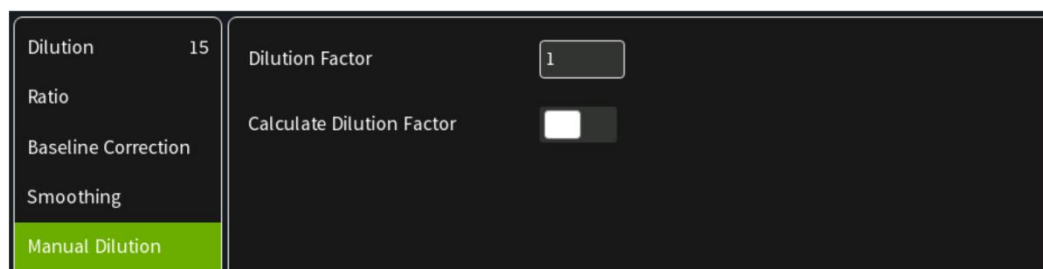 Dilution 15
Ratio
Baseline Correction
Smoothing
Manual Dilution
Dilution Factor 1
Calculate Dilution Factor